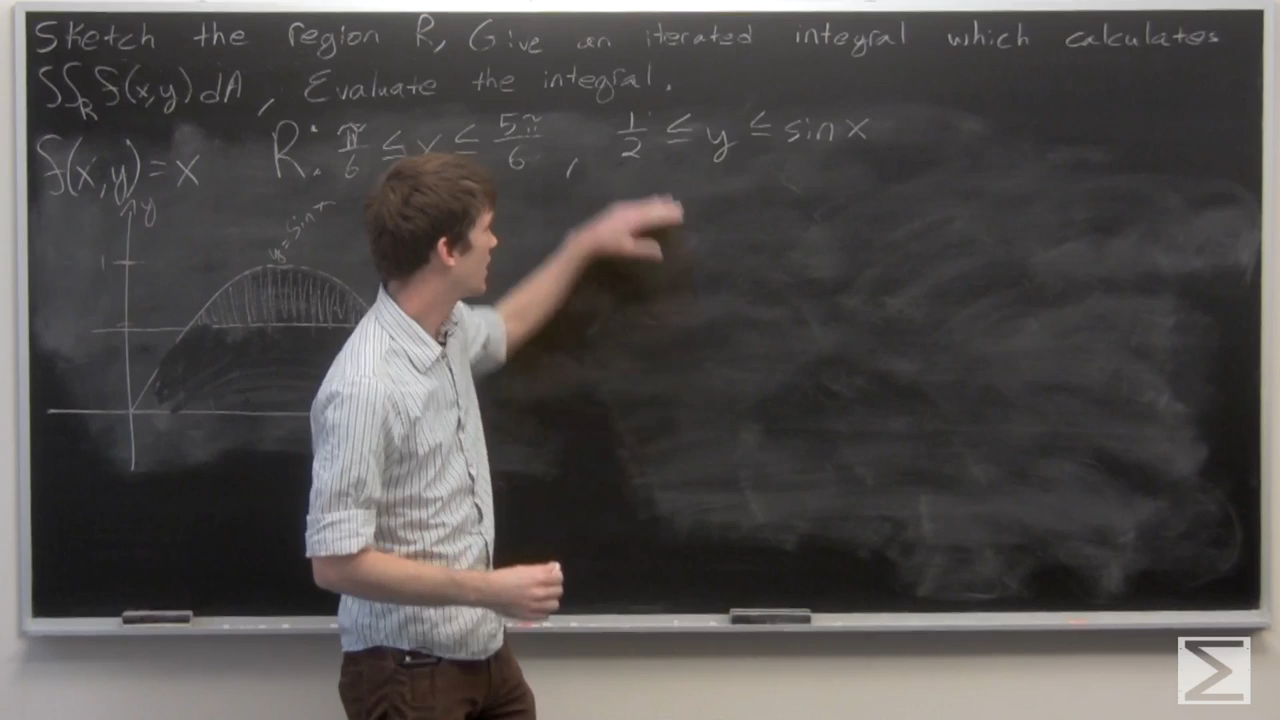 Sketch the region R, Give an iterated integral which calculates
∬_R f(x,y) dA, Evaluate the integral.
f(x,y)=x R: π/6 ≤ x ≤ 5π/6, 1/2 ≤ y ≤ sin x
y
y=sin x
1
Σ